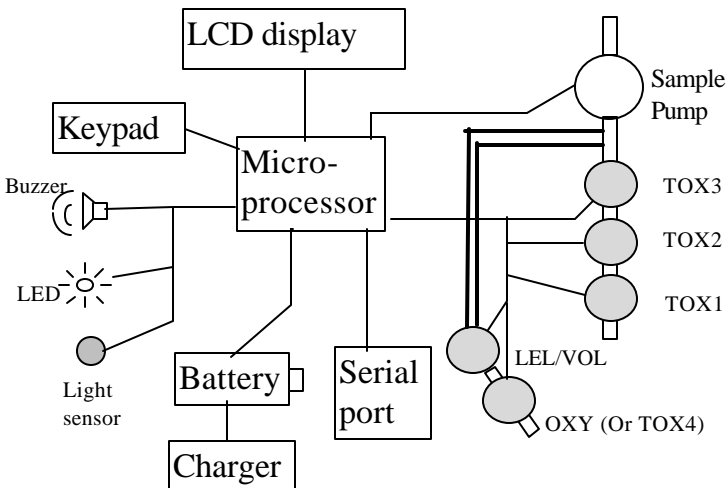 LCD display
Sample
Pump
Keypad
Micro-
processor
Buzzer
TOX3
TOX2
LED
TOX1
LEL/VOL
Light
sensor
Battery
Serial
port
OXY (Or TOX4)
Charger